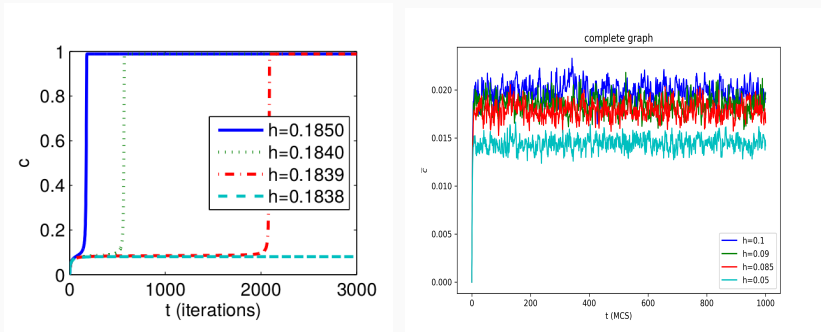 1
0.8
0.6
0.4
0.2
0
c
0
1000
2000
3000
t (iterations)
h=0.1850
h=0.1840
h=0.1839
h=0.1838
complete graph
0.020
0.015
0.010
0.005
0.000
c̅
0
200
400
600
800
1000
t (MCS)
h=0.1
h=0.09
h=0.085
h=0.05